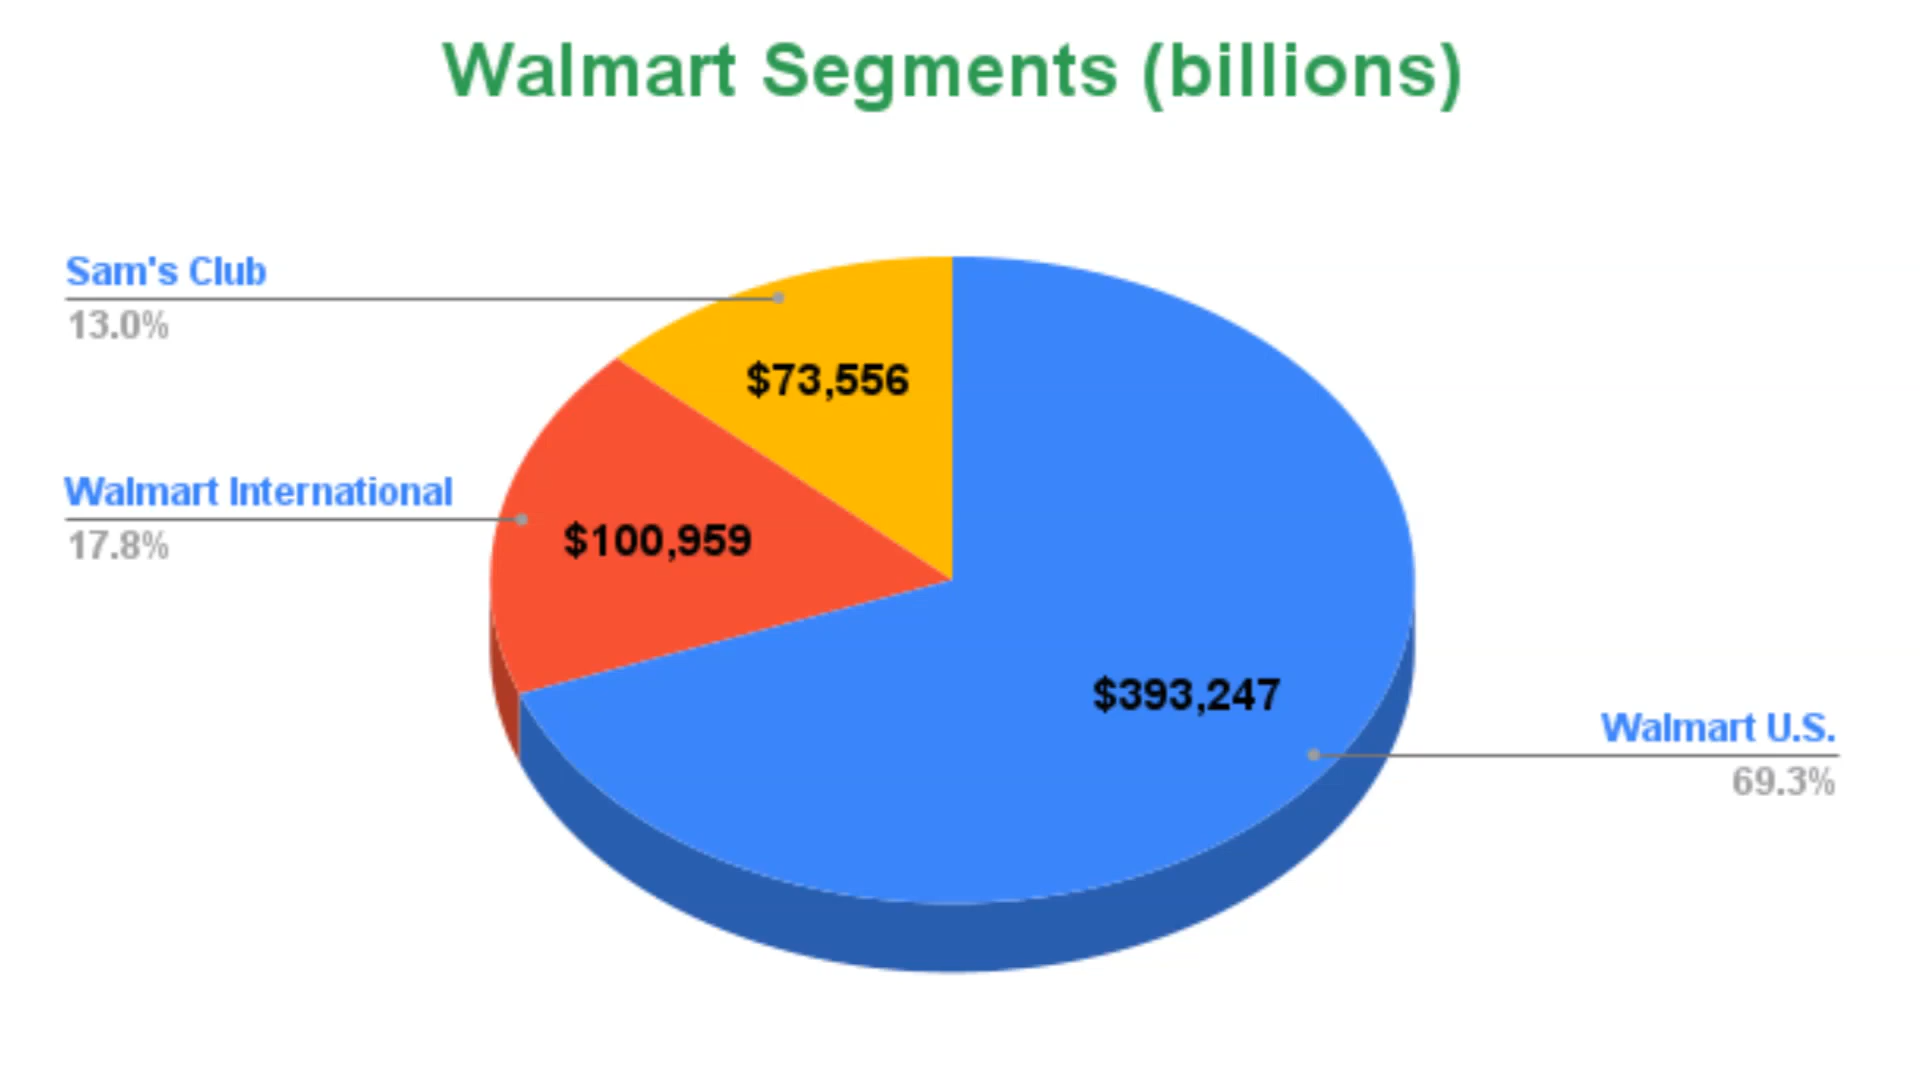 Walmart Segments (billions)
Sam's Club
13.0%
$73,556
Walmart International
17.8%
$100,959
$393,247
Walmart U.S.
69.3%